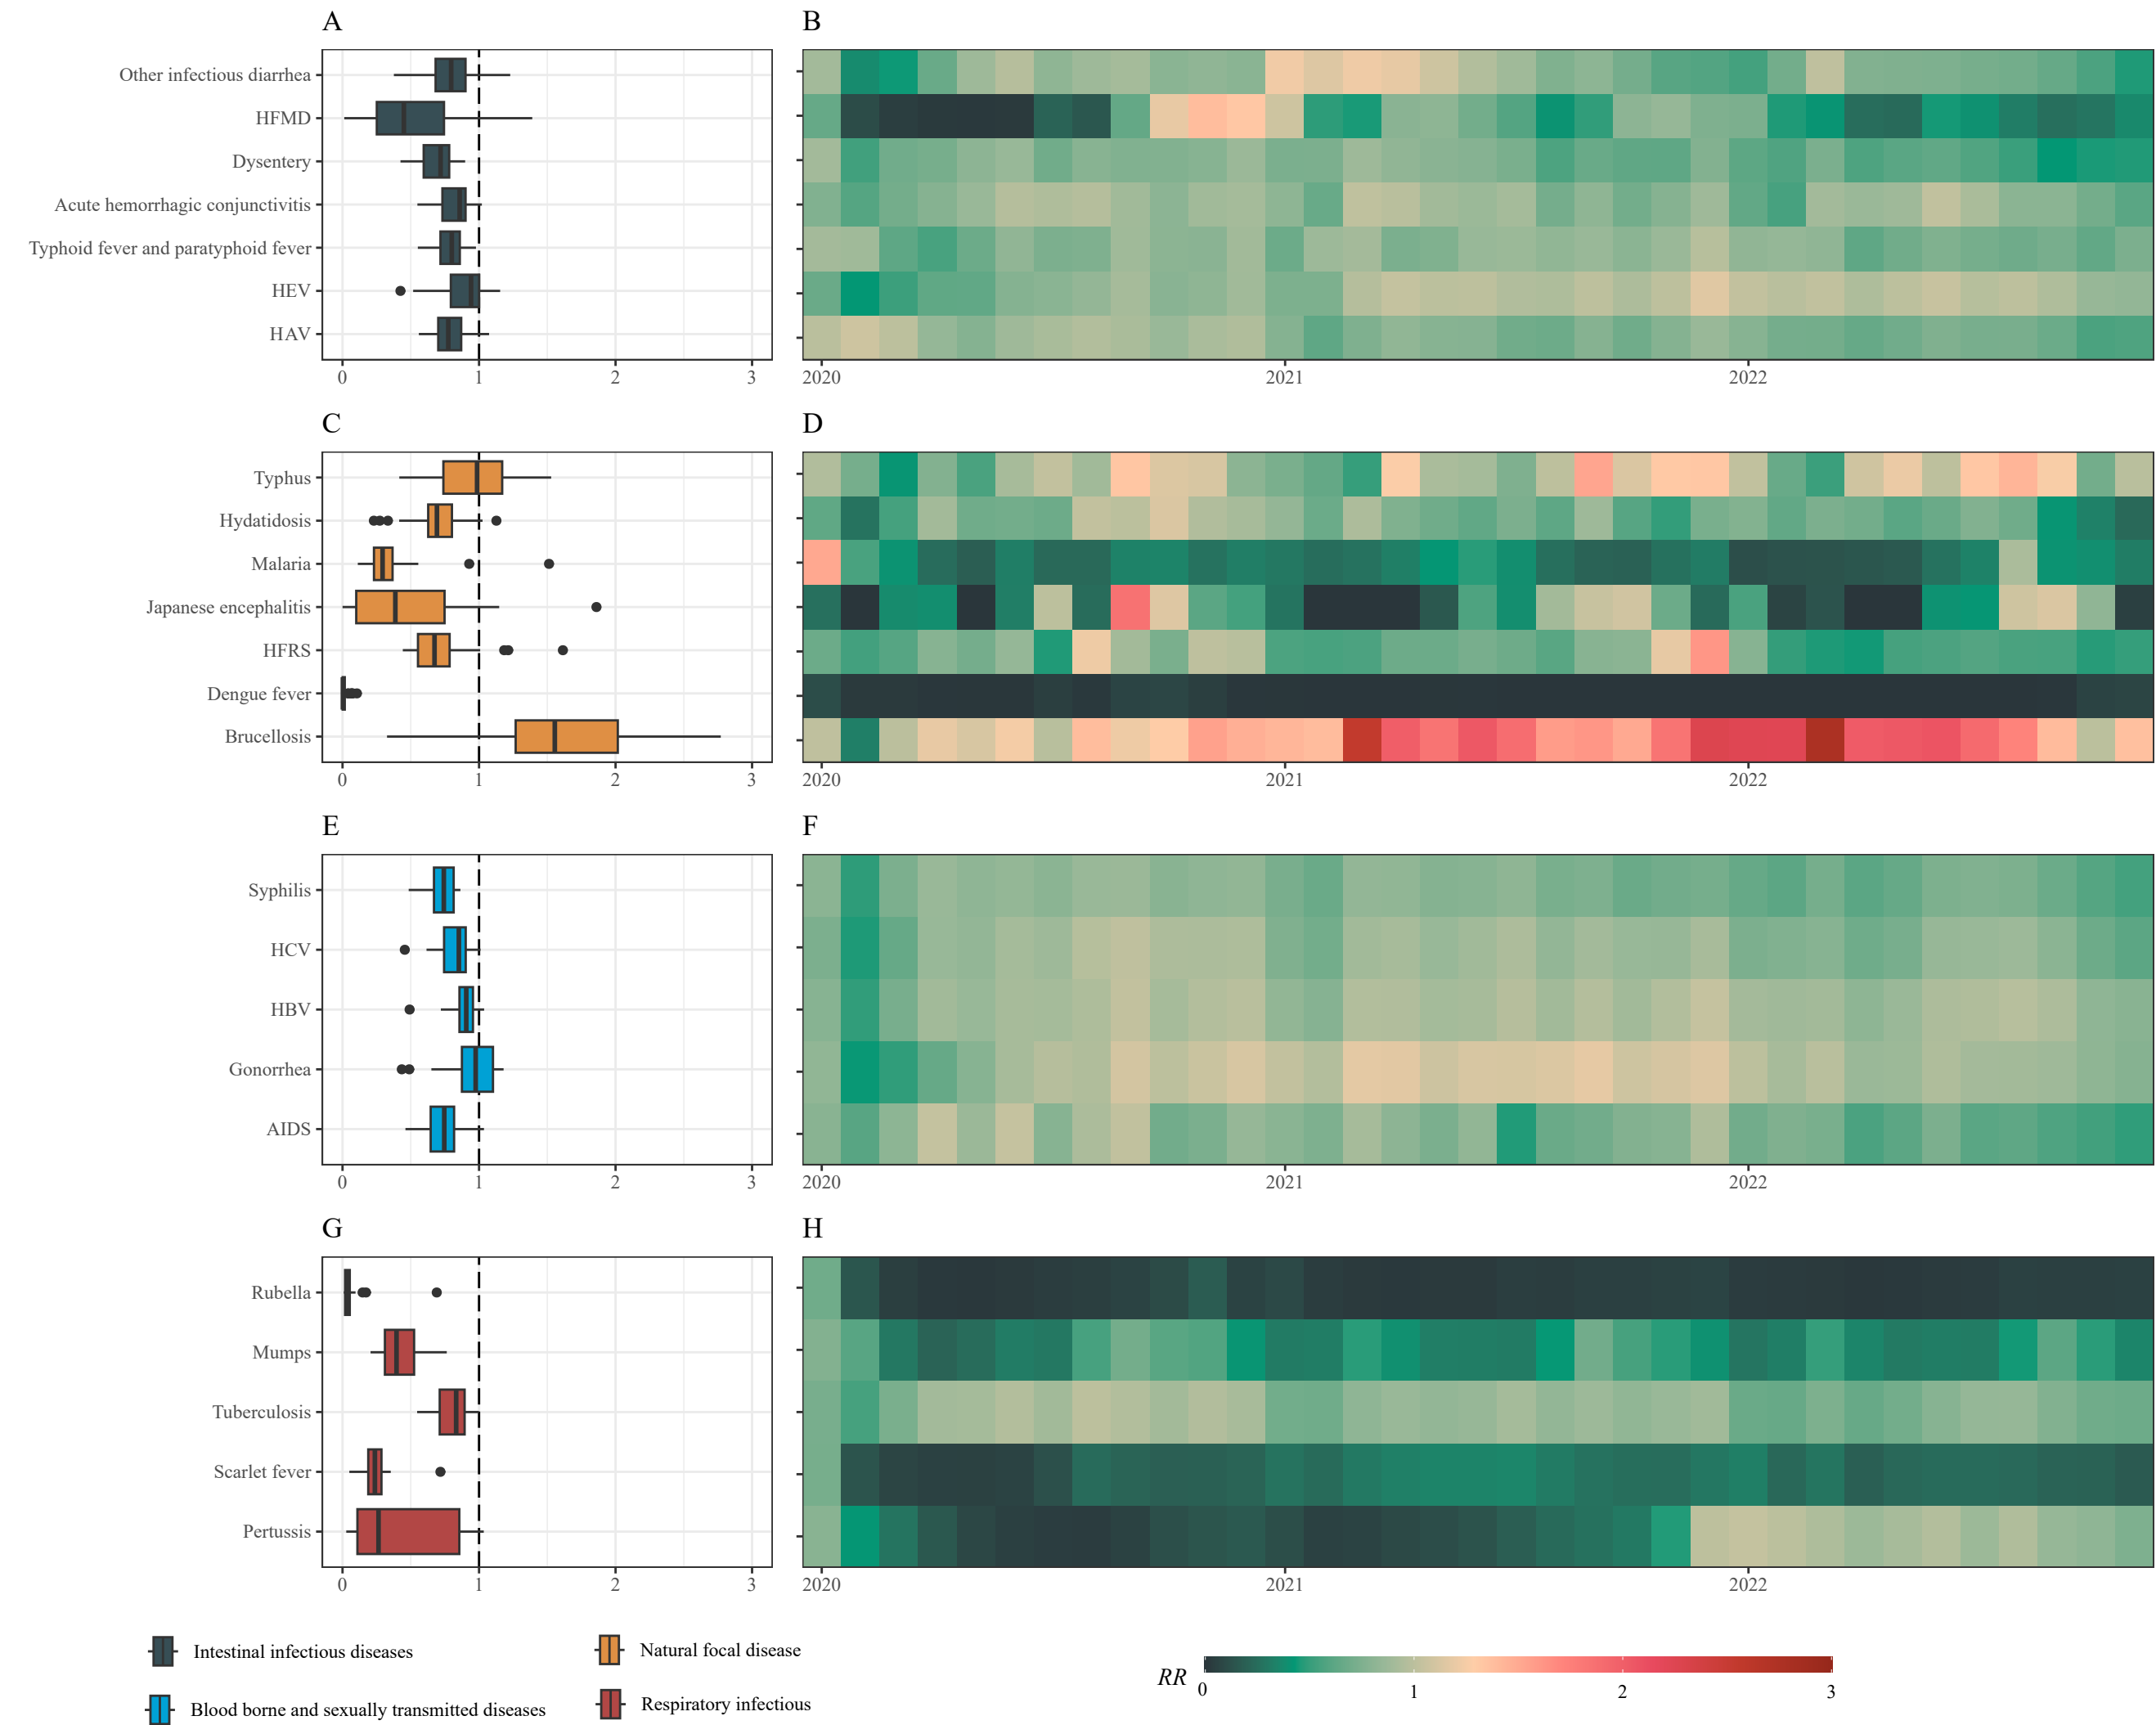 A
B
Other infectious diarrhea
HFMD
Dysentery
Acute hemorrhagic conjunctivitis
Typhoid fever and paratyphoid fever
HEV
HAV
0 1 2 3
2020 2021 2022
C
D
Typhus
Hydatidosis
Malaria
Japanese encephalitis
HFRS
Dengue fever
Brucellosis
0 1 2 3
2020 2021 2022
E
F
Syphilis
HCV
HBV
Gonorrhea
AIDS
0 1 2 3
2020 2021 2022
G
H
Rubella
Mumps
Tuberculosis
Scarlet fever
Pertussis
0 1 2 3
2020 2021 2022
Intestinal infectious diseases
Natural focal disease
Blood borne and sexually transmitted diseases
Respiratory infectious
RR
0 1 2 3